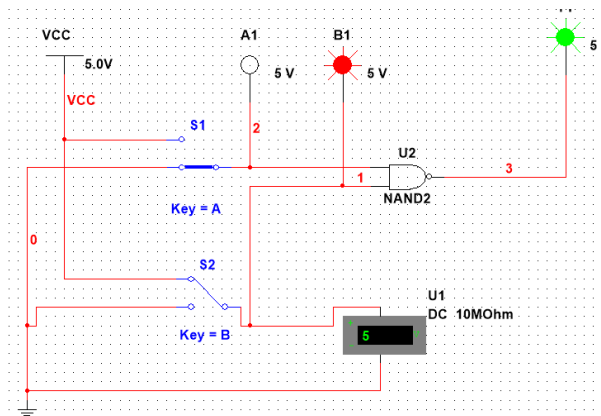 VCC
5.0V
VCC
A1
5 V
B1
5 V
5
S1
2
Key = A
U2
1
NAND2
3
0
S2
Key = B
U1
DC 10MOhm
5